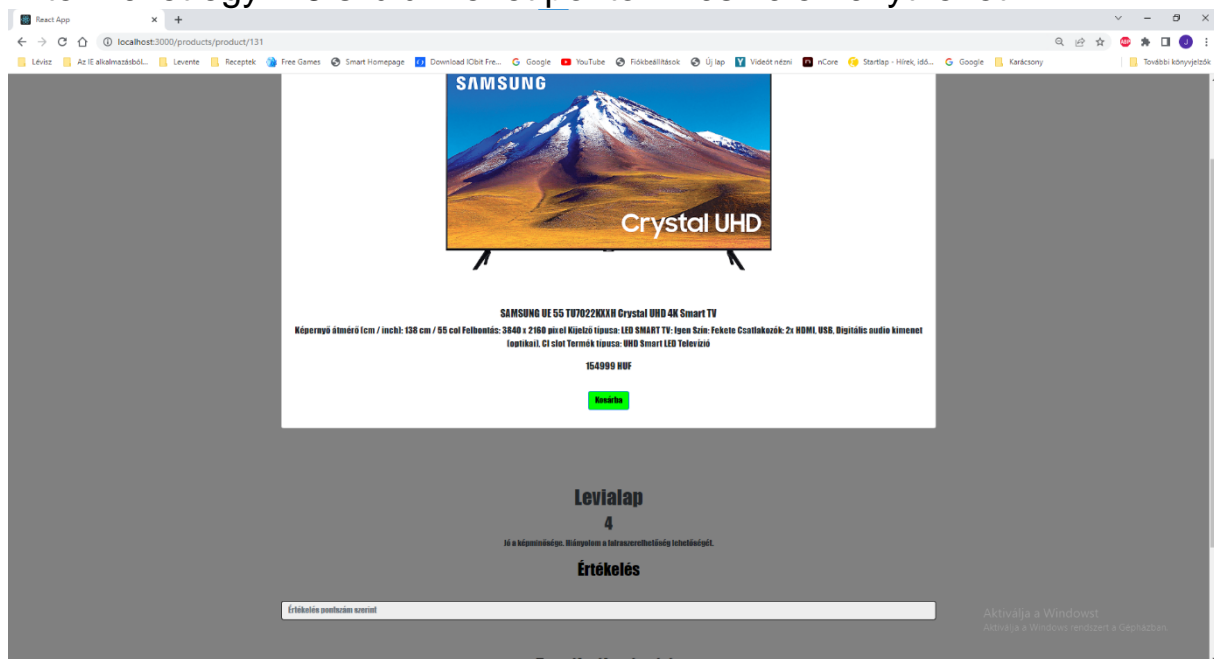 React App
localhost:3000/products/product/131
Lévisz Az IE alkalmazásból... Levente Receptek Free Games Smart Homepage Download IObit Fre... Google YouTube Fiókbeállítások Új lap Videót nézni nCore Startlap - Hírek, idő... Google Karácsony További könyvjelzők
SAMSUNG
Crystal UHD
SAMSUNG UE 55 TU7022KXXH Crystal UHD 4K Smart TV
Képernyő átmérő (cm / inch): 138 cm / 55 col Felbontás: 3840 x 2160 pixel Kijelző típusa: LED SMART TV: Igen Szín: Fekete Csatlakozók: 2x HDMI, USB, Digitális audio kimenet
(optikai), CI slot Termék típusa: UHD Smart LED Televízió
154999 HUF
Kosárba
Levialap
4
Jó a képminősége. Hiányolom a falraszerelhetőség lehetőségét.
Értékelés
Értékelés pontszám szerint
Aktiválja a Windowst
Aktiválja a Windows rendszert a Gépházban.